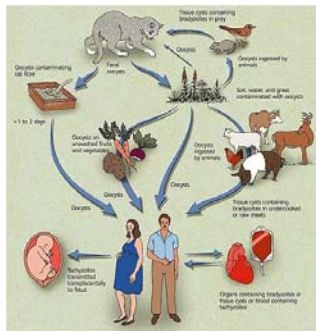 Tissue cysts containing
bradyzoites in prey
Oocysts
Oocysts ingested by
animals
Oocysts contaminating
cat litter
Fecal
oocysts
Soil, water, and grass
contaminated with oocysts
>1 to 2 days
Oocysts on
unwashed fruits
and vegetables
Oocysts
ingested
by animals
Oocysts
Oocysts
Oocysts
Tissue cysts containing
bradyzoites in undercooked
or raw meats
Tachyzoites
transmitted
transplacentally
to fetus
Organs containing bradyzoites in
tissue cysts or blood containing
tachyzoites